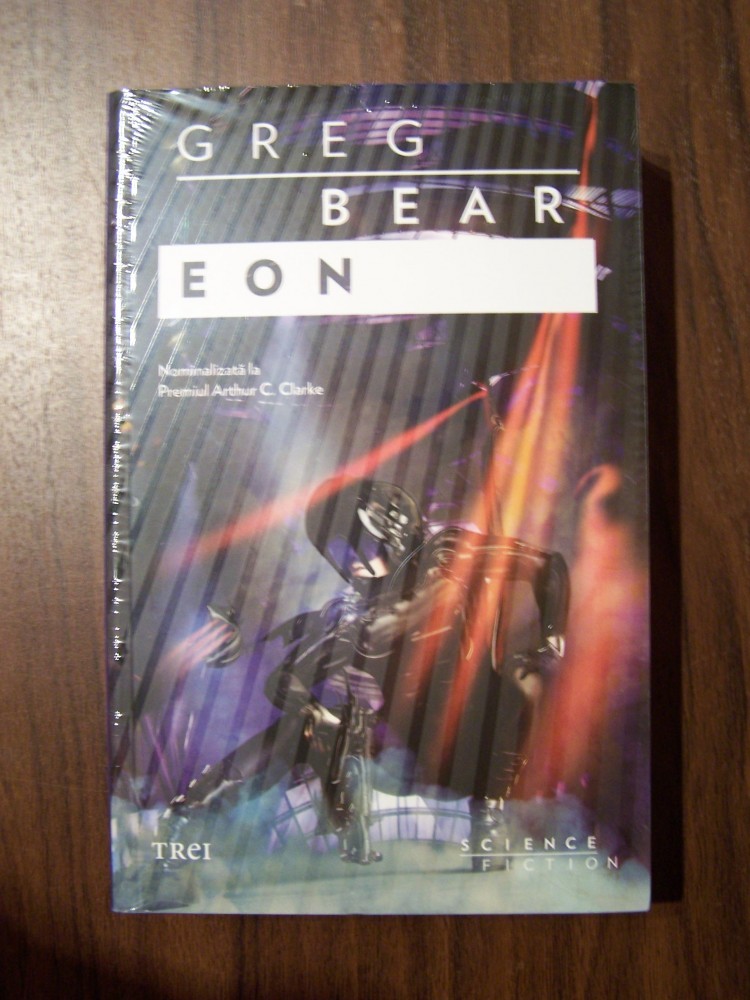 GREG
BEAR
EON
Nominalizată la
Premiul Arthur C. Clarke
TREI
SCIENCE
FICTION